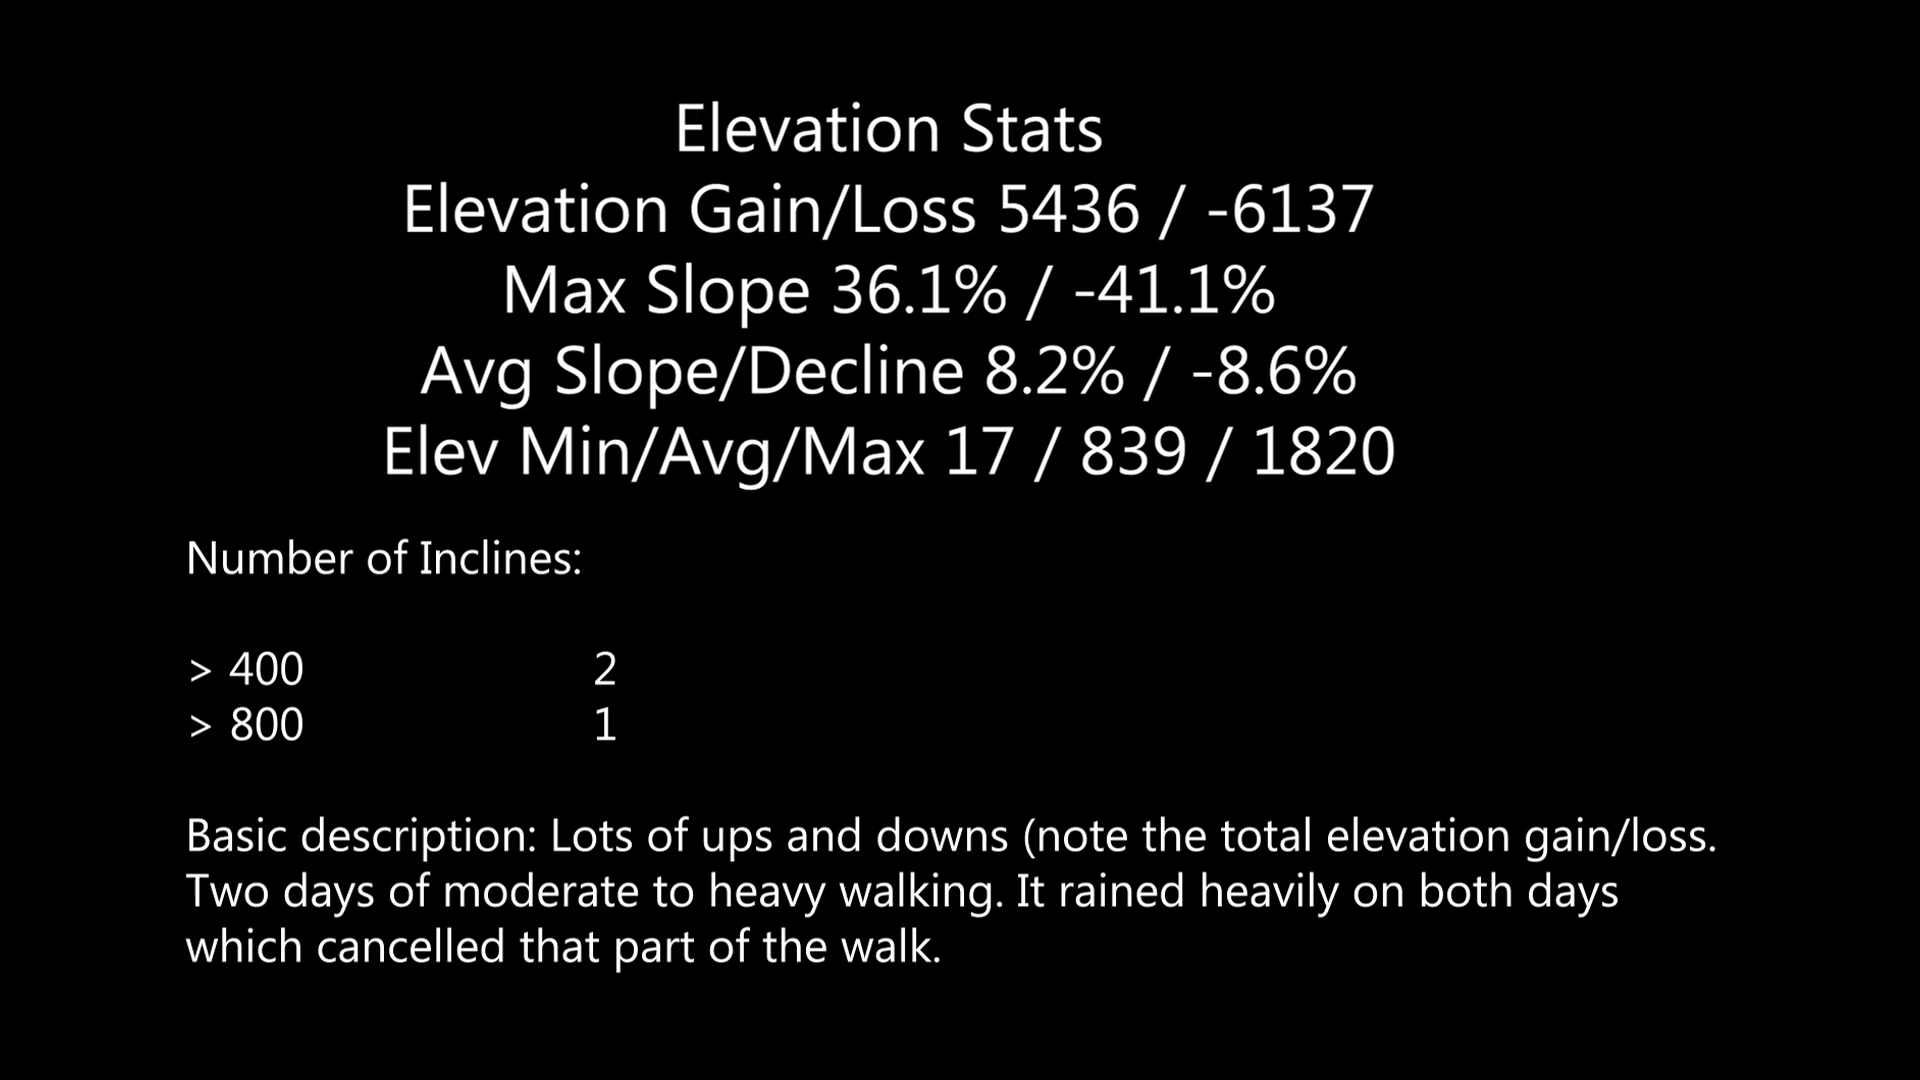 Elevation Stats
Elevation Gain/Loss 5436 / -6137
Max Slope 36.1% / -41.1%
Avg Slope/Decline 8.2% / -8.6%
Elev Min/Avg/Max 17 / 839 / 1820
Number of Inclines:
> 400 2
> 800 1
Basic description: Lots of ups and downs (note the total elevation gain/loss.
Two days of moderate to heavy walking. It rained heavily on both days
which cancelled that part of the walk.